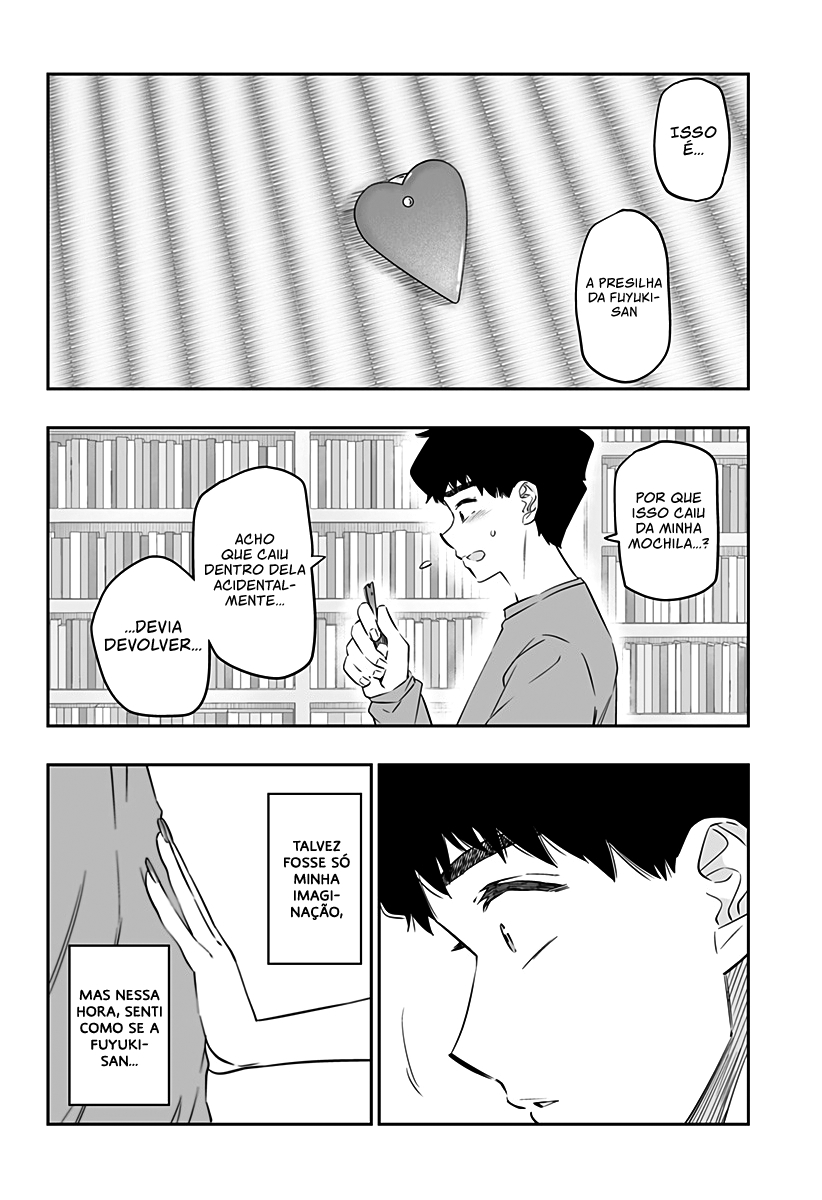 ISSO
É...
A PRESILHA
DA FUYUKI-
SAN
POR QUE
ISSO CAIU
DA MINHA
MOCHILA...?
ACHO
QUE CAIU
DENTRO DELA
ACIDENTAL-
MENTE...
...DEVIA
DEVOLVER...
TALVEZ
FOSSE SÓ
MINHA
IMAGI-
NAÇÃO,
MAS NESSA
HORA, SENTI
COMO SE A
FUYUKI-
SAN...